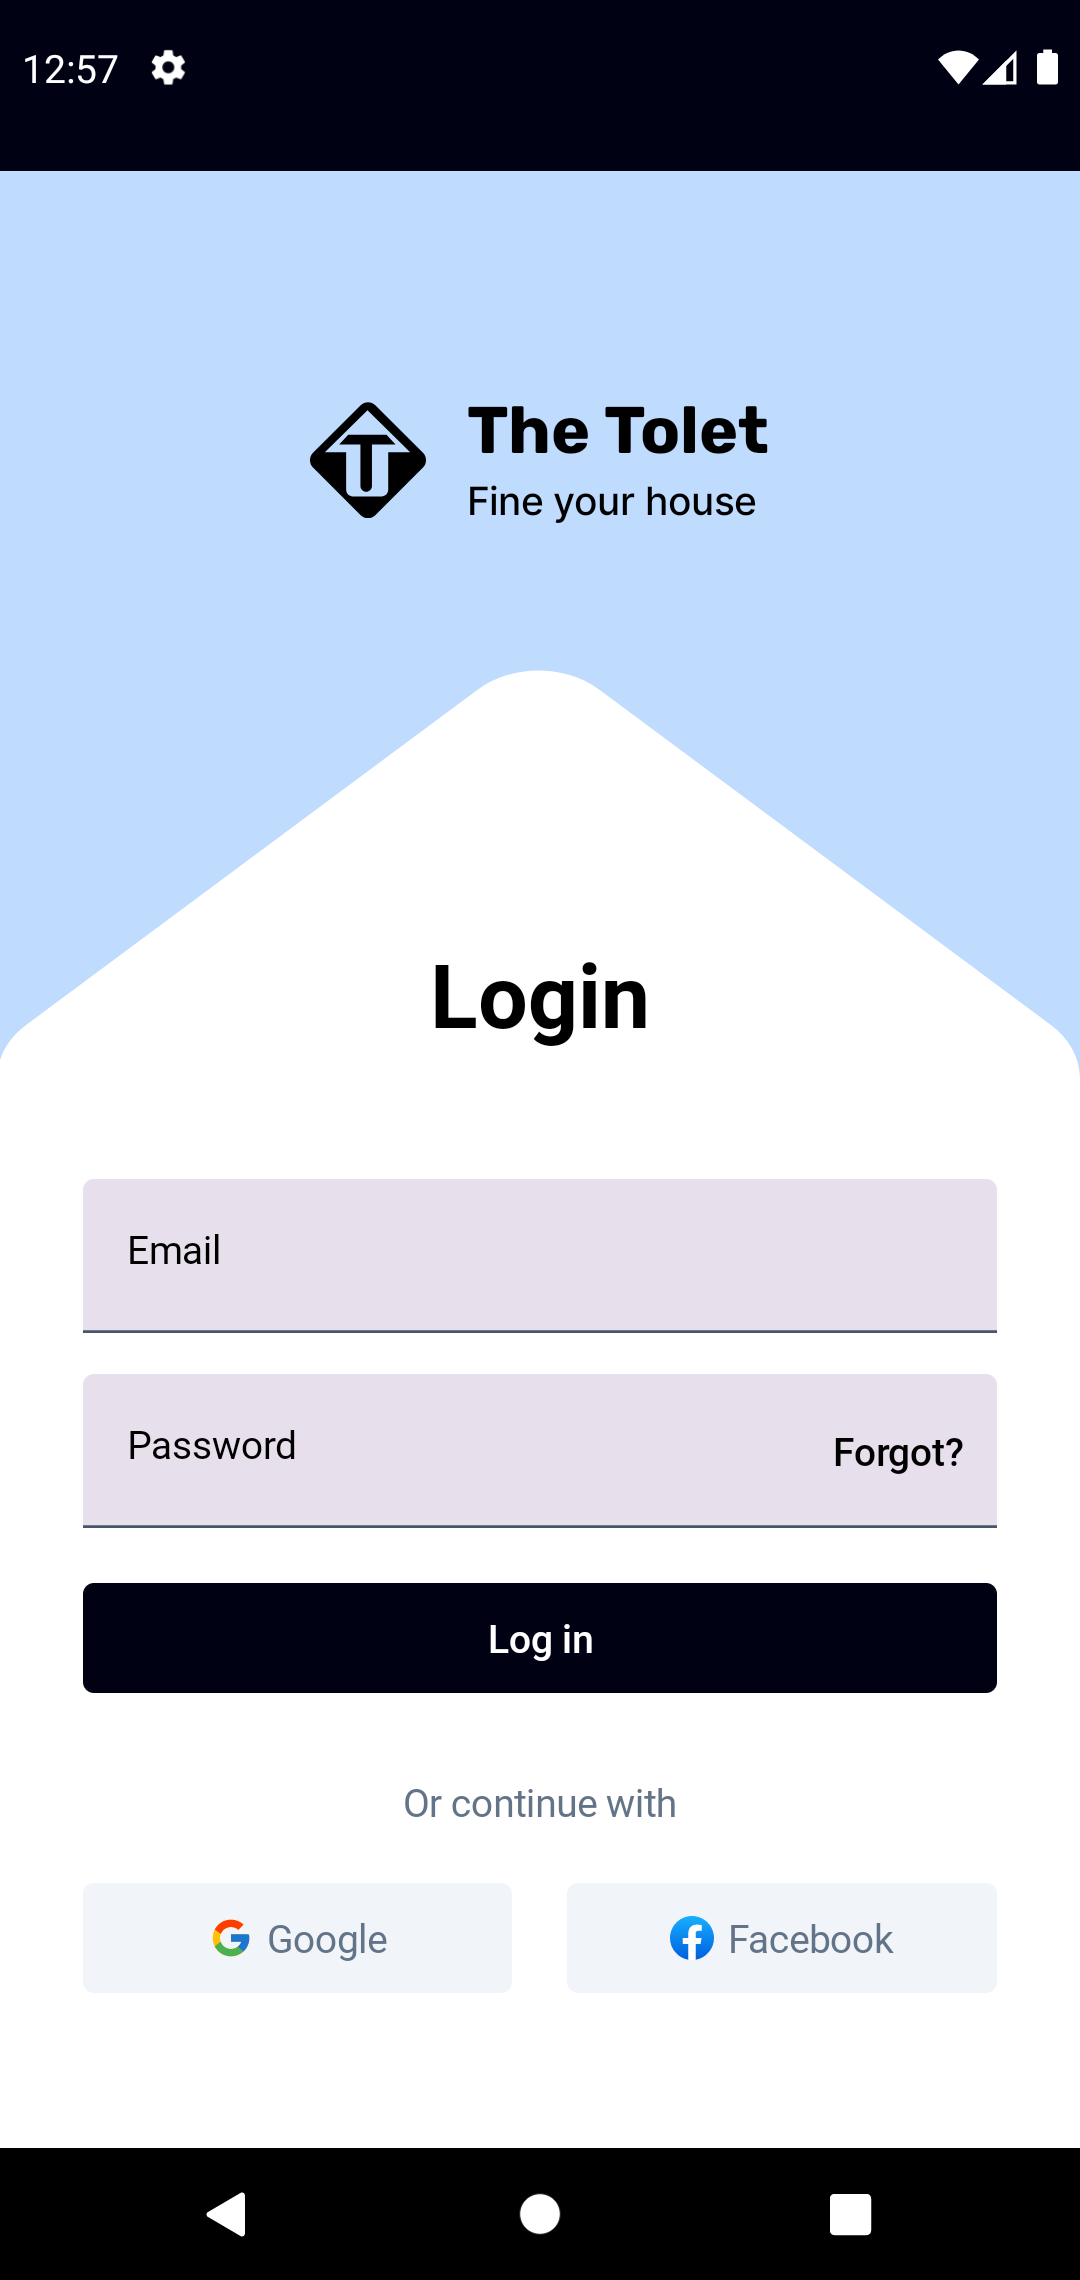 12:57
The Tolet
Fine your house
Login
Email
Password
Forgot?
Log in
Or continue with
Google
Facebook